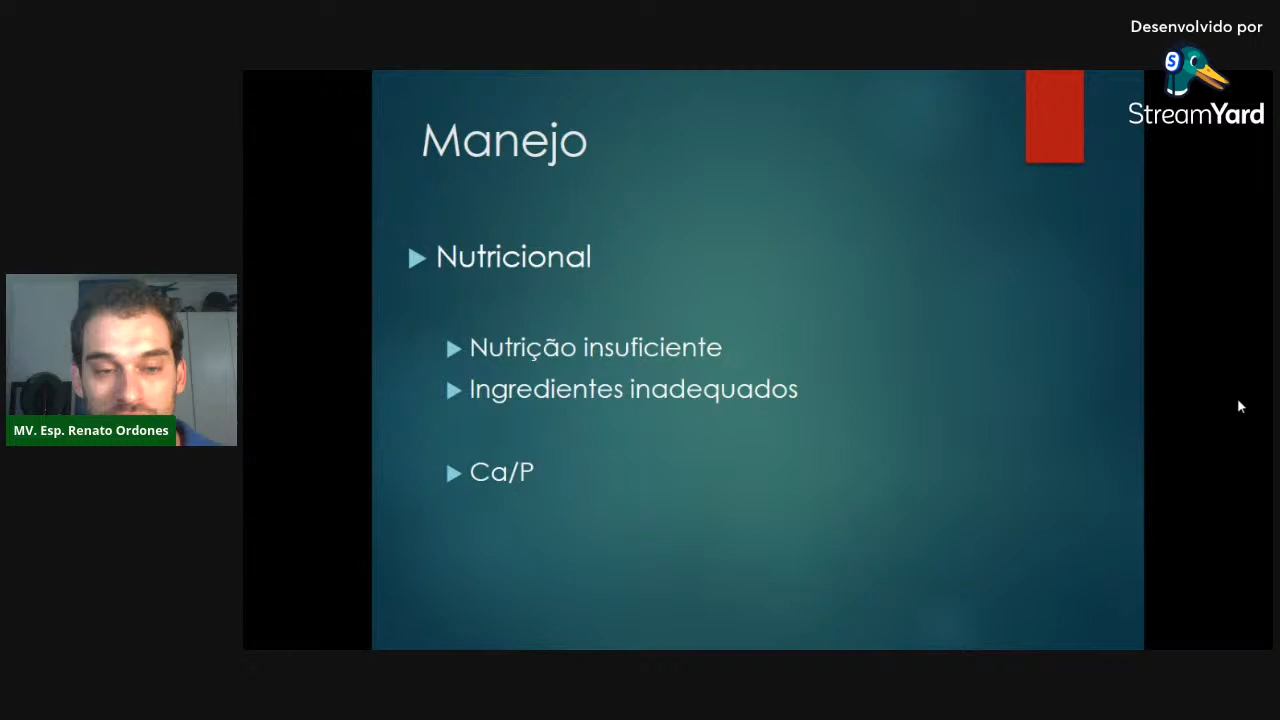 Desenvolvido por
StreamYard
Manejo
Nutricional
Nutrição insuficiente
Ingredientes inadequados
Ca/P
MV. Esp. Renato Ordones